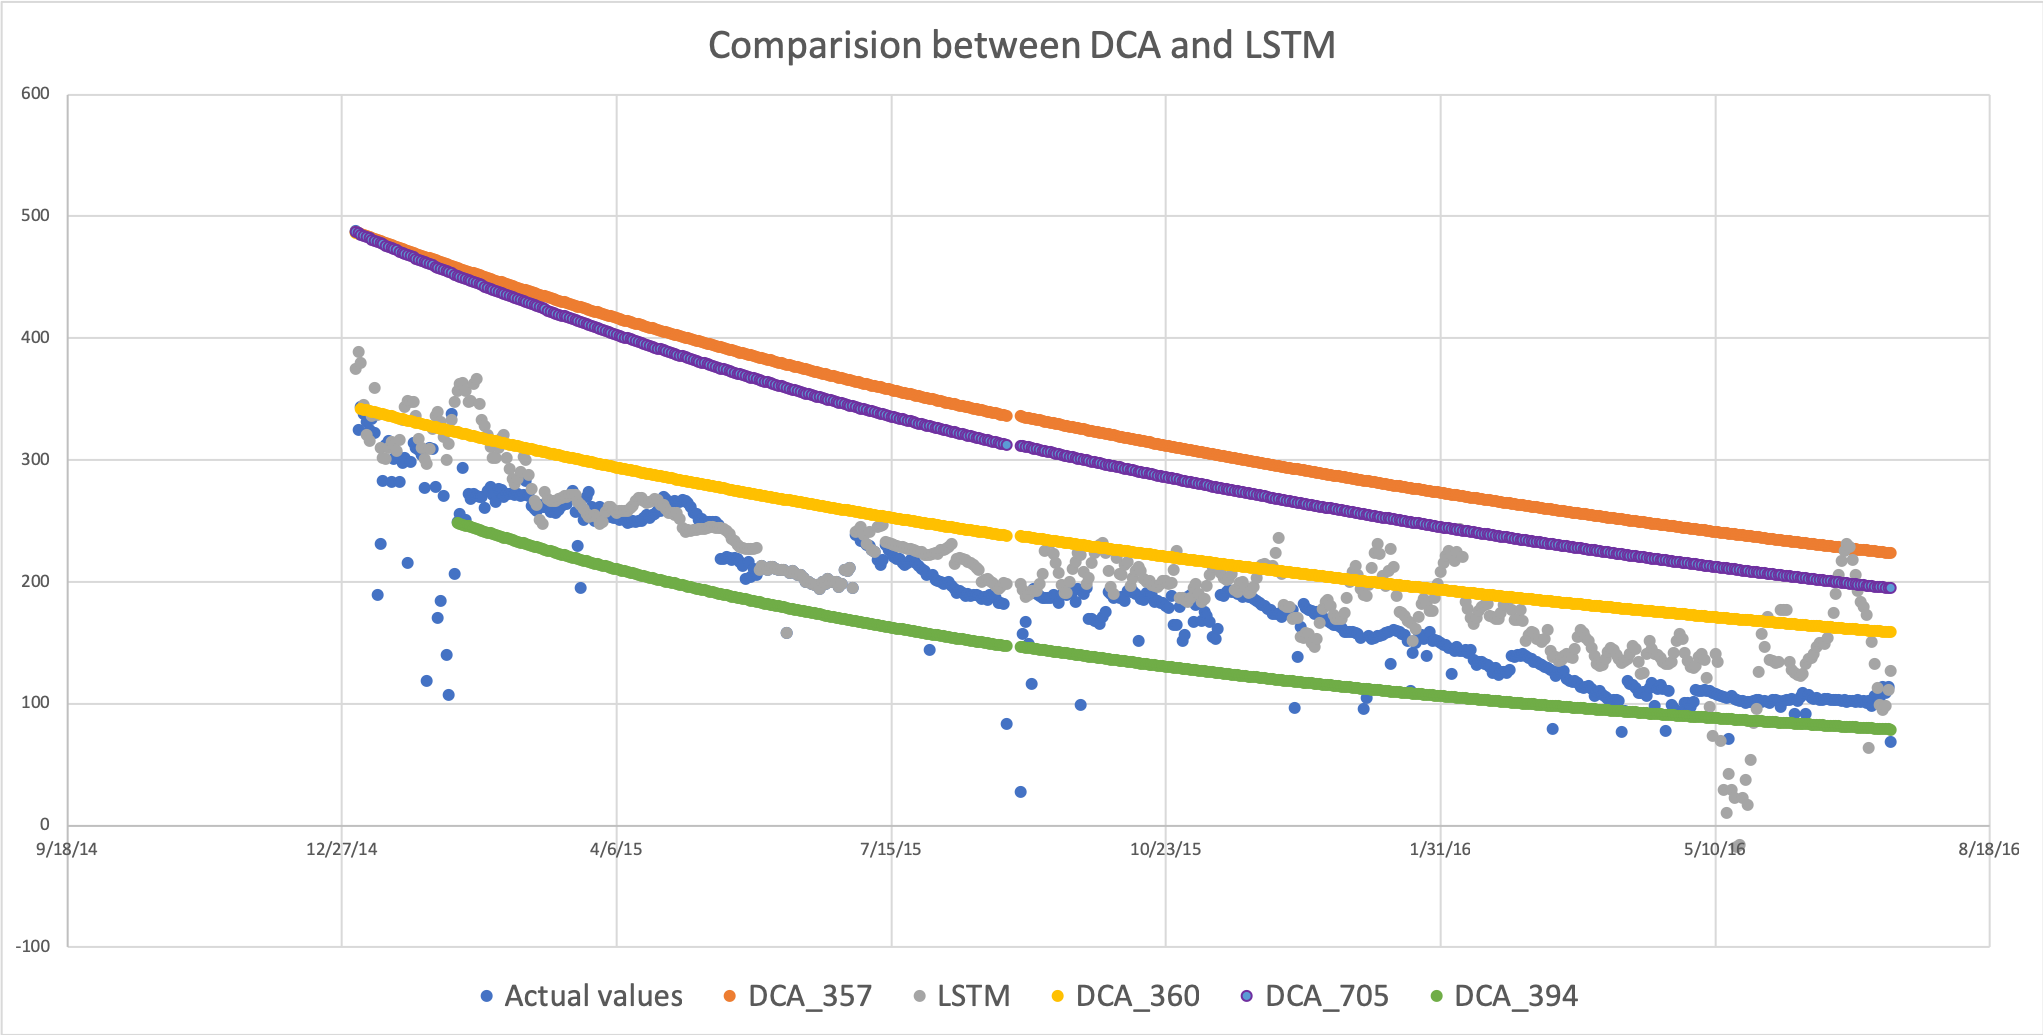 Comparision between DCA and LSTM
600
500
400
300
200
100
0
-100
9/18/14 12/27/14 4/6/15 7/15/15 10/23/15 1/31/16 5/10/16 8/18/16
Actual values DCA_357 LSTM DCA_360 DCA_705 DCA_394